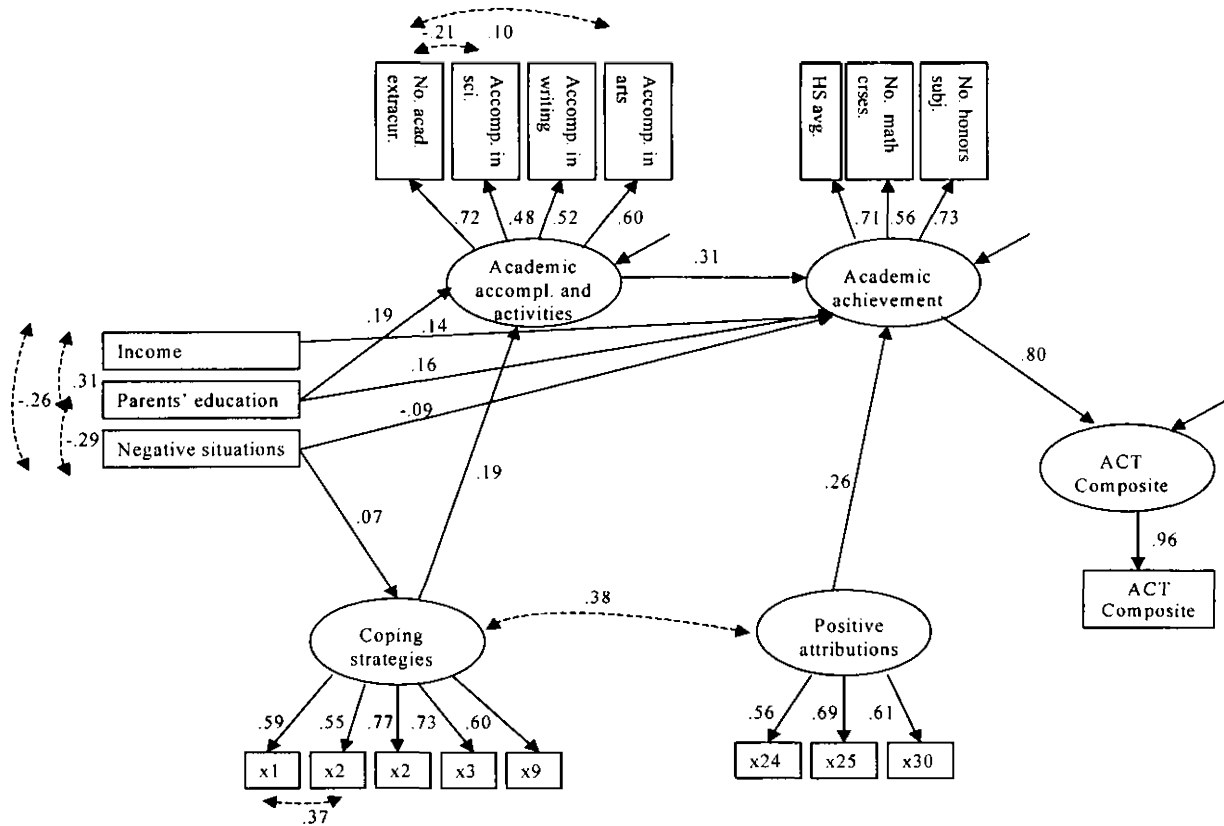 -.21 .10
No. acad.
extracur.
Accomp. in
sci.
Accomp. in
writing
Accomp. in
arts
HS avg.
No. math
crses.
No. honors
subj.
.72 .48 .52 .60
.71 .56 .73
Academic
accompl. and
activities
.31
Academic
achievement
.19
.14
Income
.31
.16
.80
Parents' education
-.26
-.09
-.29
Negative situations
.19
.26
ACT
Composite
.07
.96
.38
ACT
Composite
Coping
strategies
Positive
attributions
.59 .55 .77 .73 .60
.56 .69 .61
x1 x2 x2 x3 x9
x24 x25 x30
.37